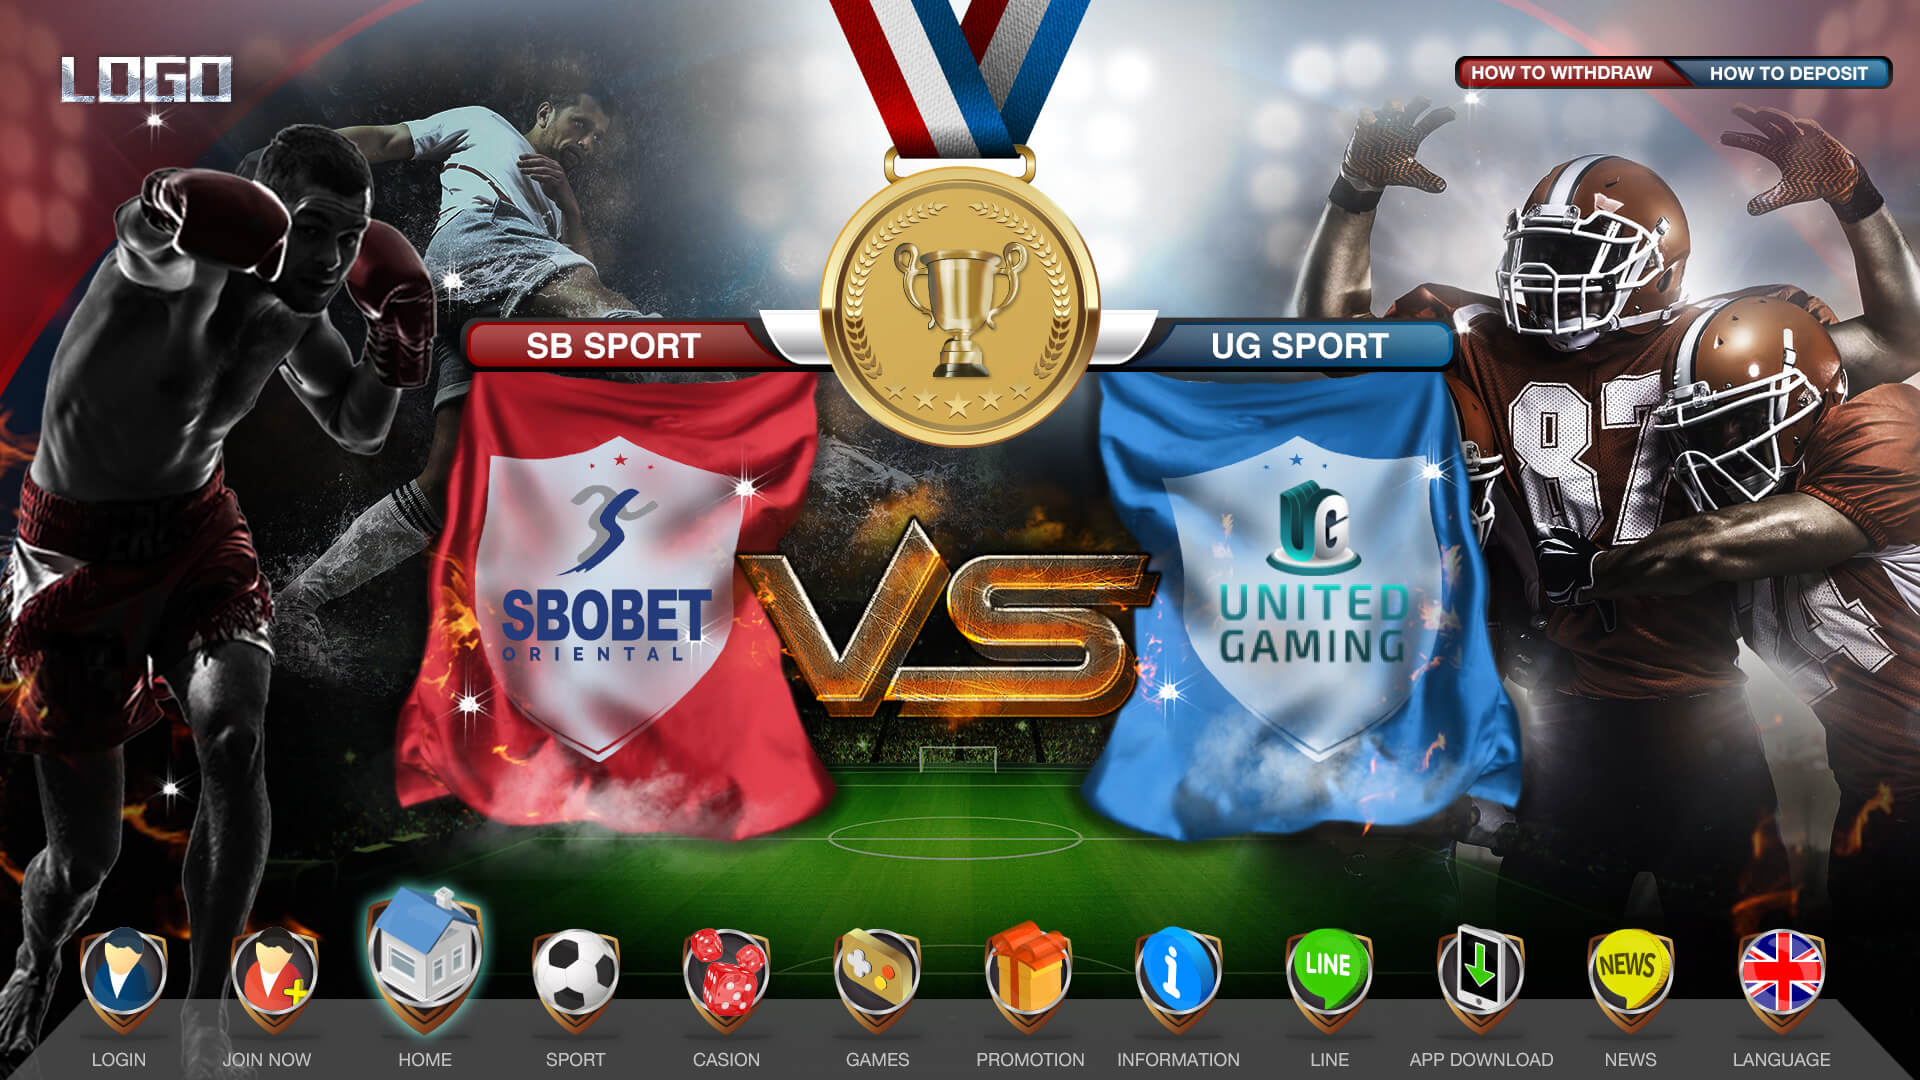 LOGO
HOW TO WITHDRAW
HOW TO DEPOSIT
SB SPORT
UG SPORT
SBOBET
ORIENTAL
VS
UG
UNITED
GAMING
87
LINE
NEWS
LOGIN
JOIN NOW
HOME
SPORT
CASION
GAMES
PROMOTION
INFORMATION
LINE
APP DOWNLOAD
NEWS
LANGUAGE